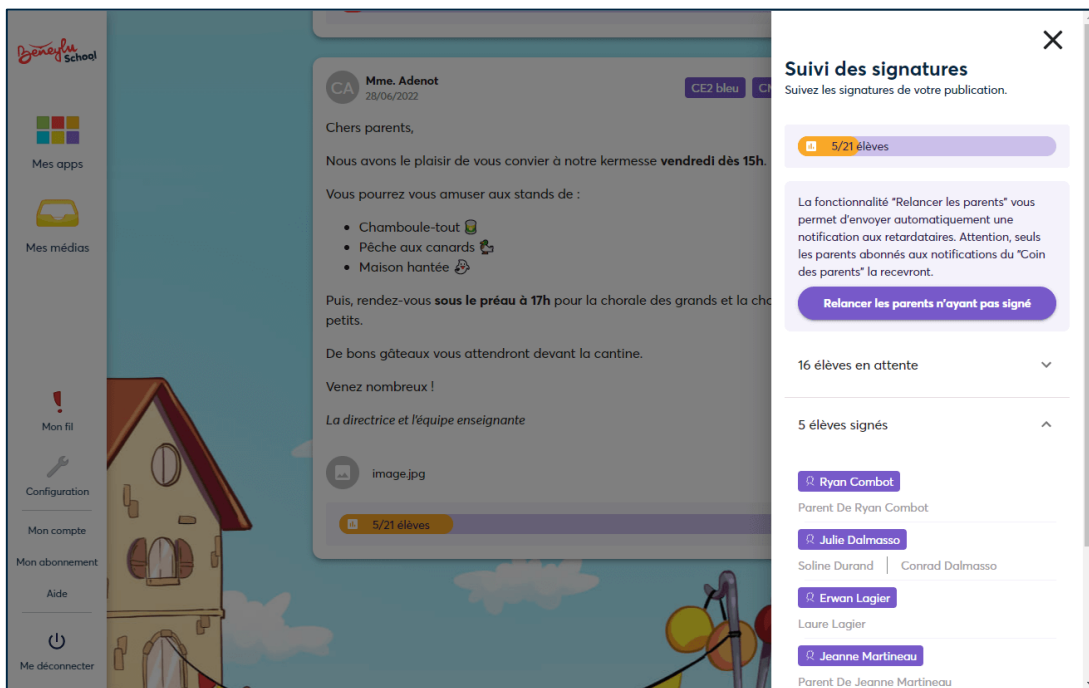 Beneylu
School
Mes apps
Mes médias
Mon fil
Configuration
Mon compte
Mon abonnement
Aide
Me déconnecter
CA
Mme. Adenot
28/06/2022
CE2 bleu
Chers parents,
Nous avons le plaisir de vous convier à notre kermesse vendredi dès 15h.
Vous pourrez vous amuser aux stands de :
• Chamboule-tout
• Pêche aux canards
• Maison hantée
Puis, rendez-vous sous le préau à 17h pour la chorale des grands et la
petits.
De bons gâteaux vous attendront devant la cantine.
Venez nombreux !
La directrice et l'équipe enseignante
image.jpg
5/21 élèves
Suivi des signatures
Suivez les signatures de votre publication.
5/21 élèves
La fonctionnalité "Relancer les parents" vous
permet d'envoyer automatiquement une
notification aux retardataires. Attention, seuls
les parents abonnés aux notifications du "Coin
des parents" la recevront.
Relancer les parents n'ayant pas signé
16 élèves en attente
5 élèves signés
Ryan Combot
Parent De Ryan Combot
Julie Dalmasso
Soline Durand | Conrad Dalmasso
Erwan Lagier
Laure Lagier
Jeanne Martineau
Parent De Jeanne Martineau